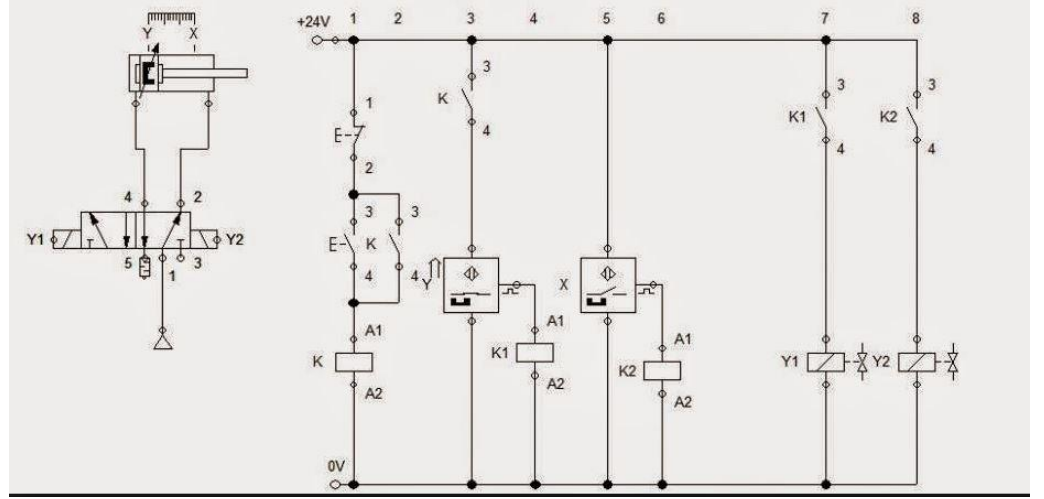 1 2 3 4 5 6 7 8
+24V
Y X
3 3 3
K K1 K2
1 4 4 4
E
2
4 2 3 3
Y1 Y2 E K
5 1 3 4 4 Y X
A1 A1 A1
K K1 K2 Y1 Y2
A2 A2 A2
0V